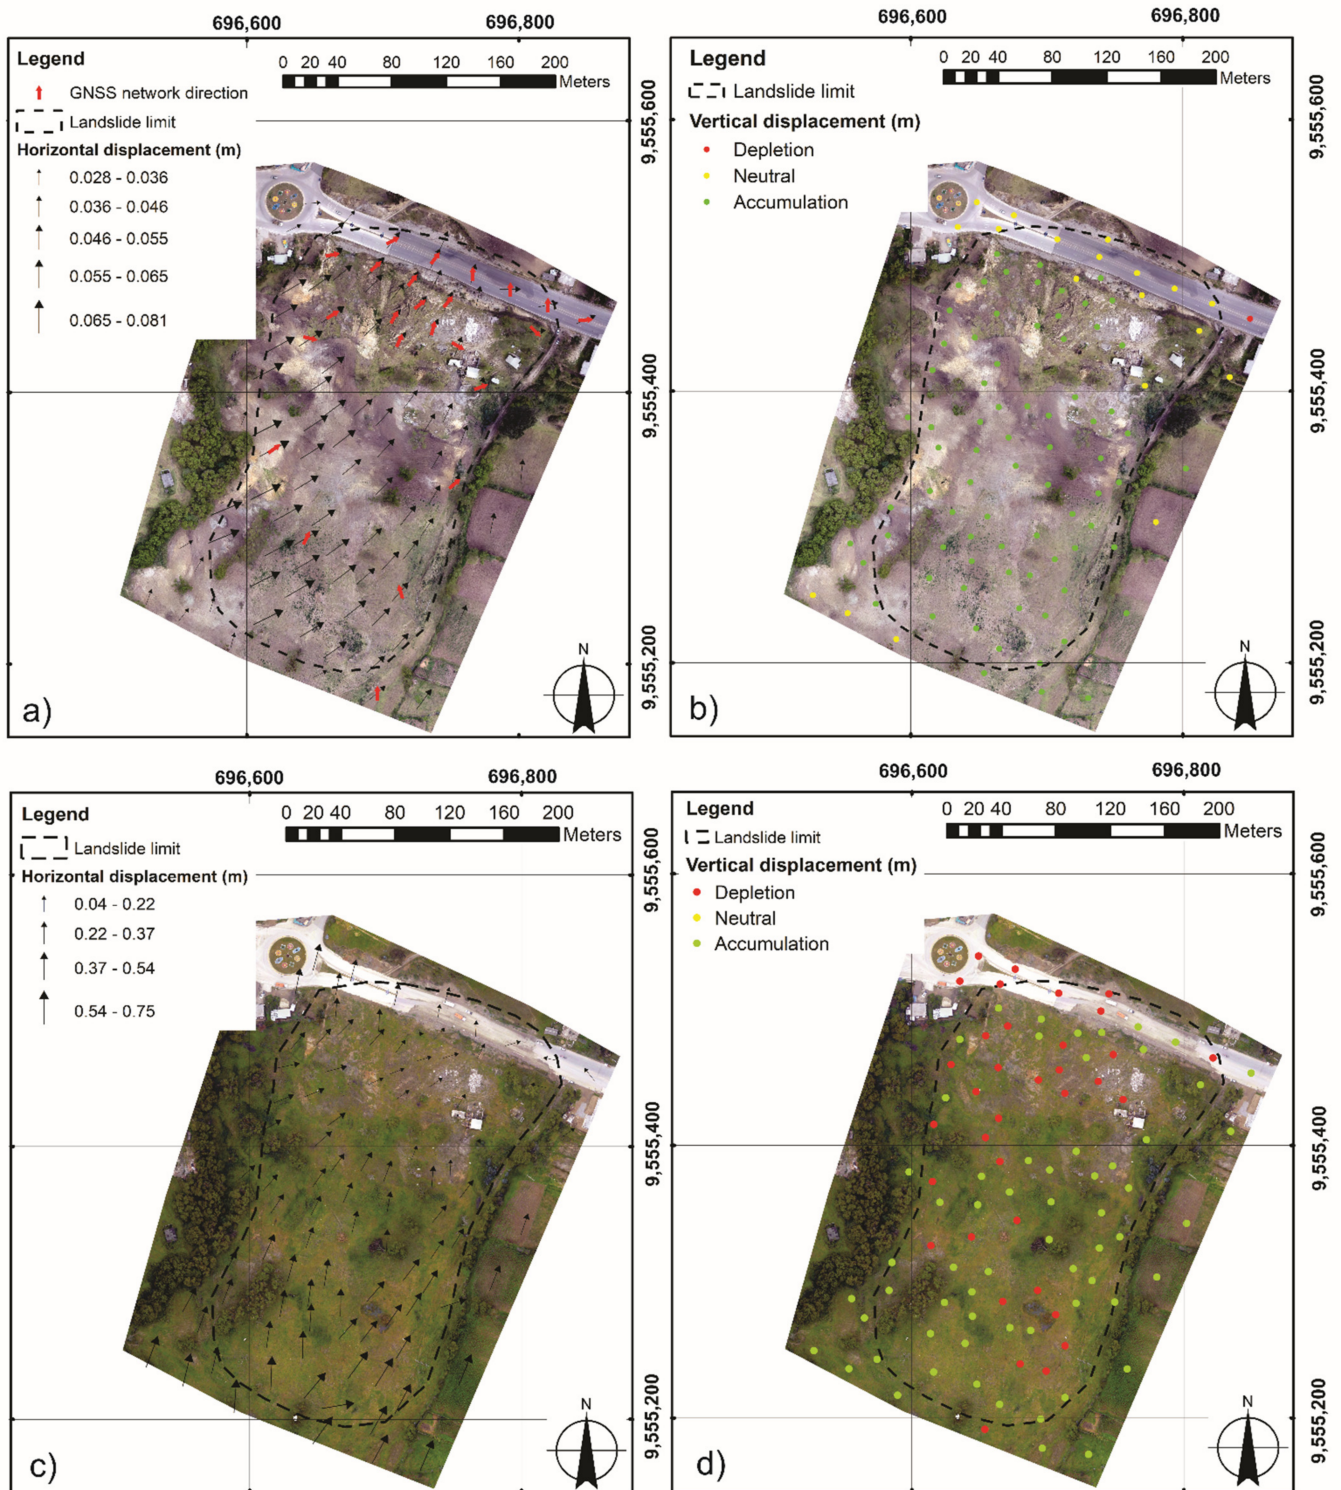 696,600
696,800
Legend
GNSS network direction
Landslide limit
Horizontal displacement (m)
0.028 - 0.036
0.036 - 0.046
0.046 - 0.055
0.055 - 0.065
0.065 - 0.081
0 20 40 80 120 160 200
Meters
9,555,600
9,555,400
9,555,200
N
a)
696,600
696,800
Legend
Landslide limit
Vertical displacement (m)
Depletion
Neutral
Accumulation
0 20 40 80 120 160 200
Meters
9,555,600
9,555,400
9,555,200
N
b)
696,600
696,800
Legend
Landslide limit
Horizontal displacement (m)
0.04 - 0.22
0.22 - 0.37
0.37 - 0.54
0.54 - 0.75
0 20 40 80 120 160 200
Meters
9,555,600
9,555,400
9,555,200
N
c)
696,600
696,800
Legend
Landslide limit
Vertical displacement (m)
Depletion
Neutral
Accumulation
0 20 40 80 120 160 200
Meters
9,555,600
9,555,400
9,555,200
N
d)